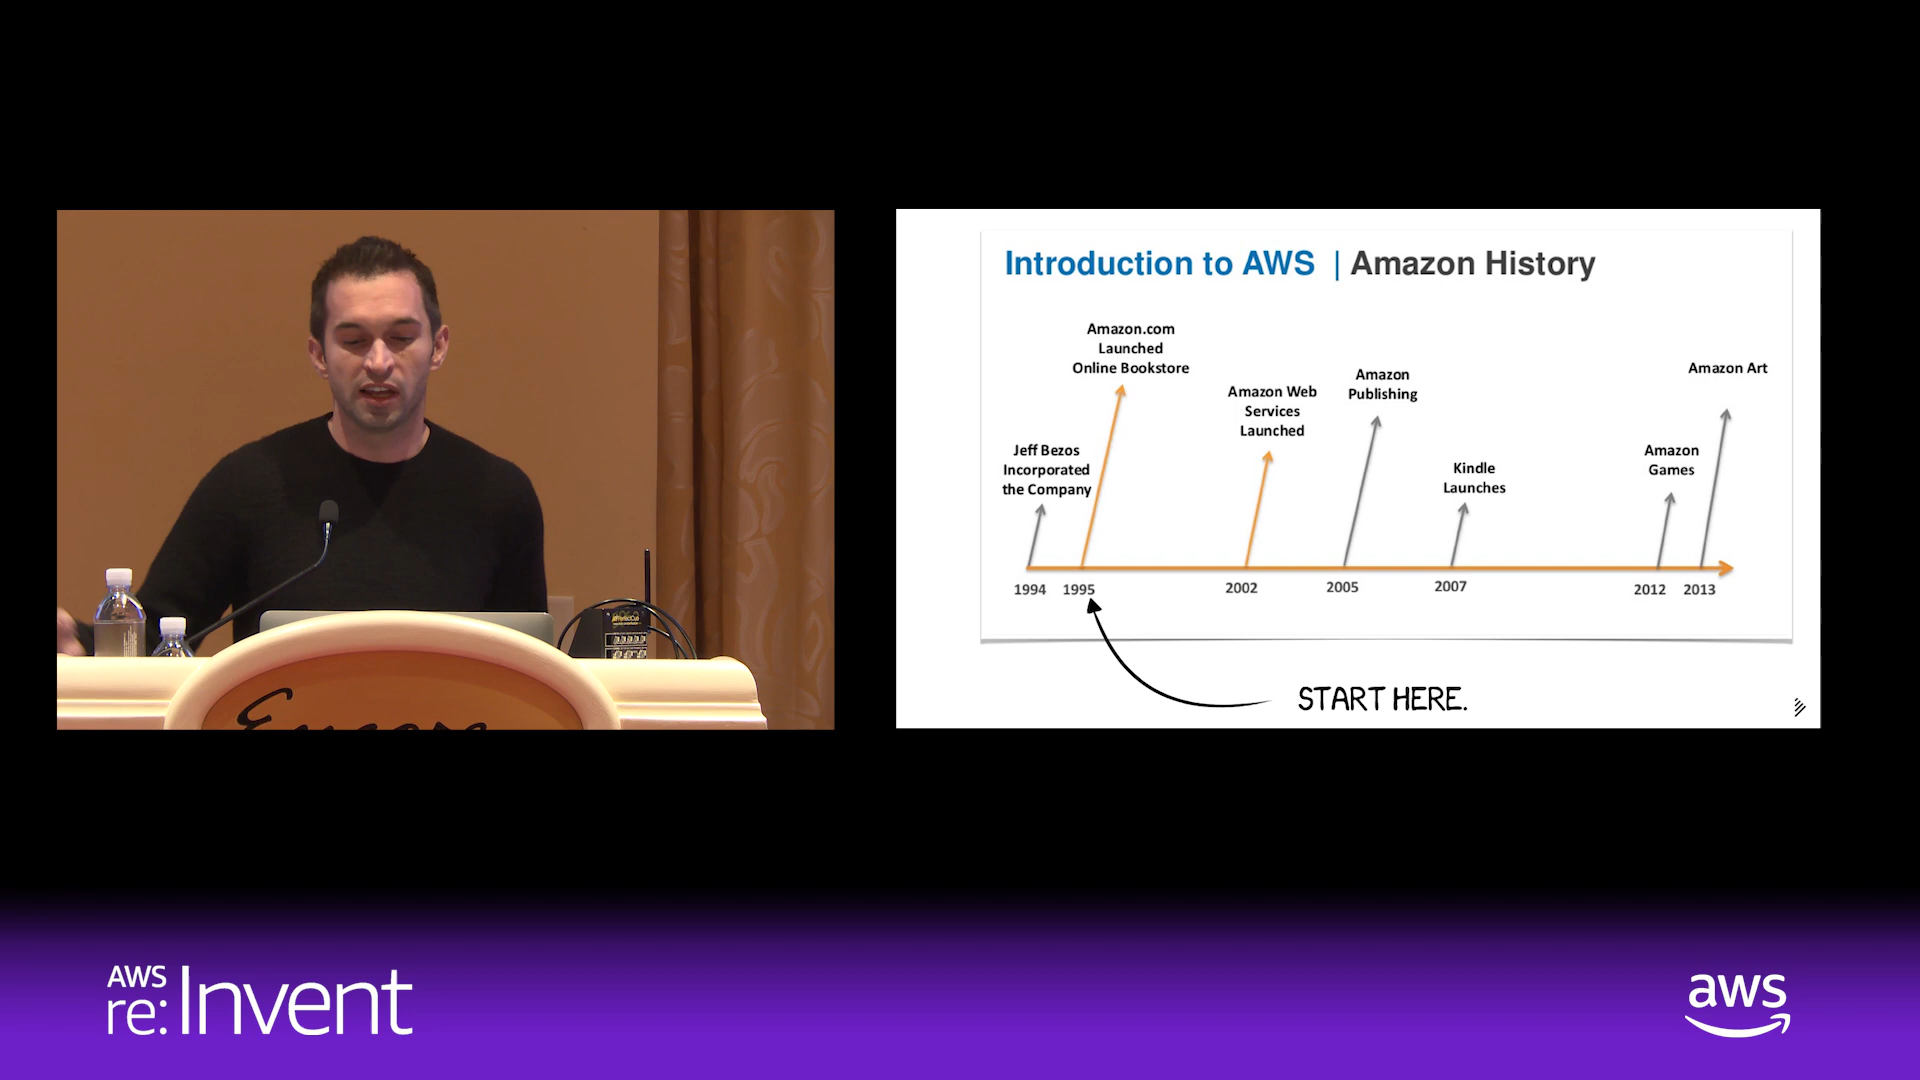 Introduction to AWS | Amazon History
Amazon.com
Launched
Online Bookstore
Amazon Web
Services
Launched
Amazon
Publishing
Amazon Art
Jeff Bezos
Incorporated
the Company
Kindle
Launches
Amazon
Games
1994 1995 2002 2005 2007 2012 2013
START HERE.
Encore
AWS
re:Invent
aws